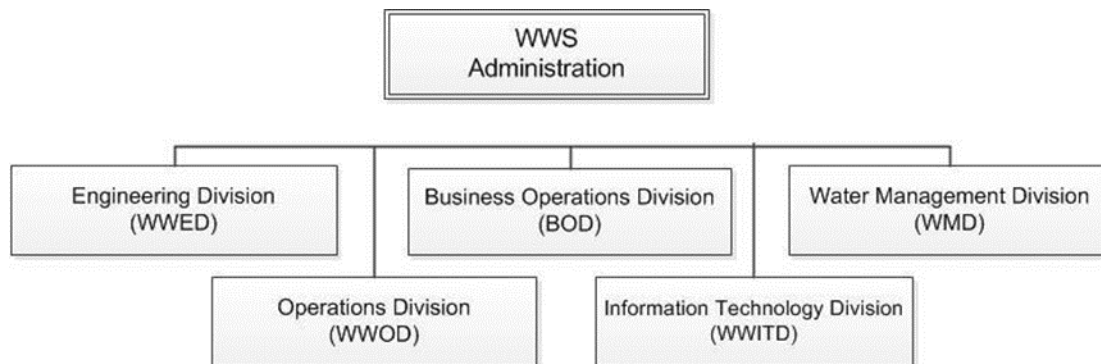 WWS
Administration
Engineering Division
(WWED)
Business Operations Division
(BOD)
Water Management Division
(WMD)
Operations Division
(WWOD)
Information Technology Division
(WWITD)